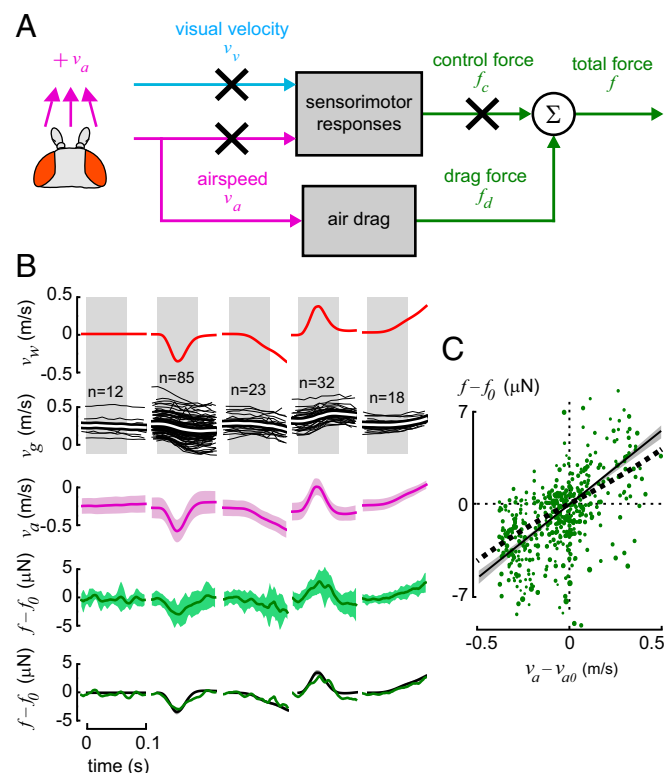 A
+ v_a
visual velocity
v_v
airspeed
v_a
sensorimotor
responses
air drag
control force
f_c
drag force
f_d
Σ
total force
f
B
v_w (m/s)
0.5
0
-0.5
n=12
n=85
n=23
n=32
n=18
v_g (m/s)
0.5
0
v_a (m/s)
0
-0.5
f−f_0 (μN)
5
0
-5
f−f_0 (μN)
5
0
-5
0
0.1
time (s)
C
f−f_0 (μN)
7
0
-7
-0.5
0
0.5
v_a−v_a0 (m/s)